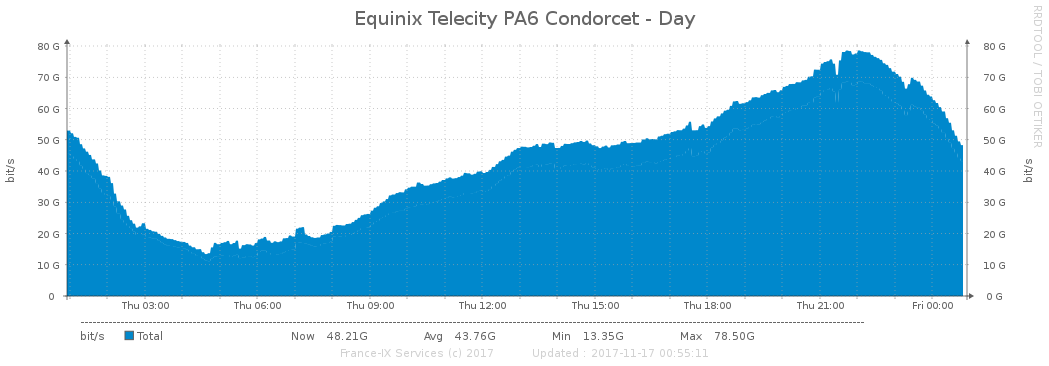 Equinix Telecity PA6 Condorcet - Day
RRDTOOL / TOBI OETIKER
bit/s
bit/s
80 G 80 G
70 G 70 G
60 G 60 G
50 G 50 G
40 G 40 G
30 G 30 G
20 G 20 G
10 G 10 G
0 0 G
Thu 03:00 Thu 06:00 Thu 09:00 Thu 12:00 Thu 15:00 Thu 18:00 Thu 21:00 Fri 00:00
bit/s Total Now 48.21G Avg 43.76G Min 13.35G Max 78.50G
France-IX Services (c) 2017 Updated : 2017-11-17 00:55:11